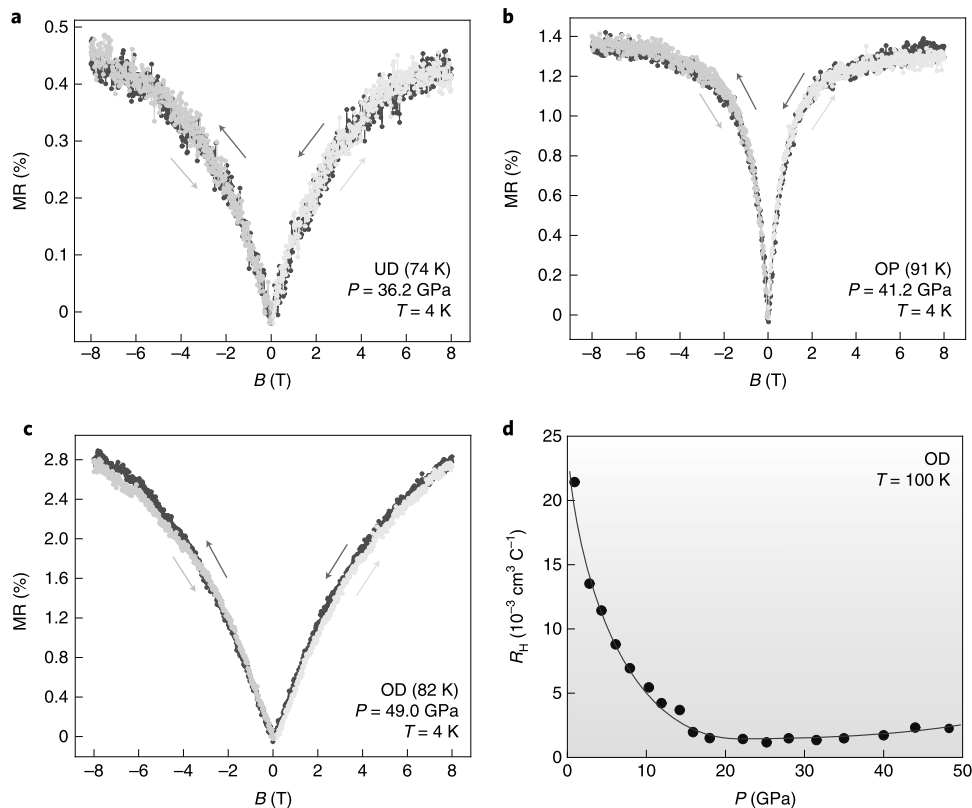 a
0.5
0.4
0.3
0.2
0.1
0
MR (%)
UD (74 K)
P = 36.2 GPa
T = 4 K
−8 −6 −4 −2 0 2 4 6 8
B (T)
b
1.4
1.2
1.0
0.8
0.6
0.4
0.2
0
MR (%)
OP (91 K)
P = 41.2 GPa
T = 4 K
−8 −6 −4 −2 0 2 4 6 8
B (T)
c
2.8
2.4
2.0
1.6
1.2
0.8
0.4
0
MR (%)
OD (82 K)
P = 49.0 GPa
T = 4 K
−8 −6 −4 −2 0 2 4 6 8
B (T)
d
25
20
15
10
5
0
R_H (10⁻³ cm³ C⁻¹)
OD
T = 100 K
0 10 20 30 40 50
P (GPa)